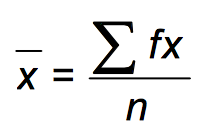 x̅ = ∑ fx / n